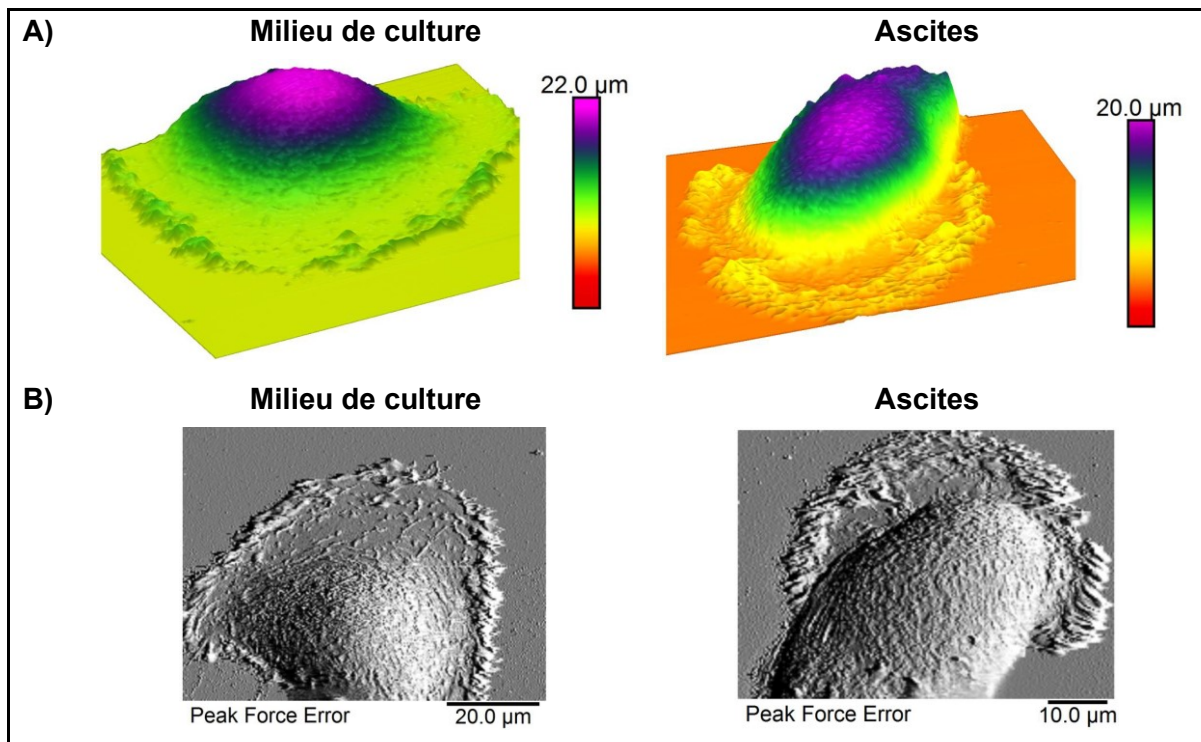 A) Milieu de culture Ascites
22.0 µm
20.0 µm
B) Milieu de culture Ascites
Peak Force Error 20.0 µm
Peak Force Error 10.0 µm